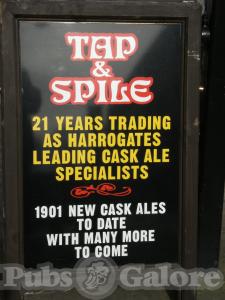 TAP
&
SPILE
21 YEARS TRADING
AS HARROGATES
LEADING CASK ALE
SPECIALISTS
1901 NEW CASK ALES
TO DATE
WITH MANY MORE
TO COME
Pubs Galore